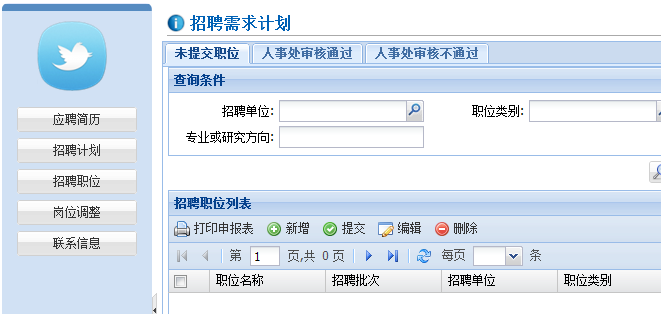 招聘需求计划
未提交职位 人事处审核通过 人事处审核不通过
应聘简历
招聘计划
招聘职位
岗位调整
联系信息
查询条件
招聘单位: 职位类别:
专业或研究方向:
招聘职位列表
打印申报表 新增 提交 编辑 删除
第 1 页,共 0 页 每页 条
职位名称 招聘批次 招聘单位 职位类别